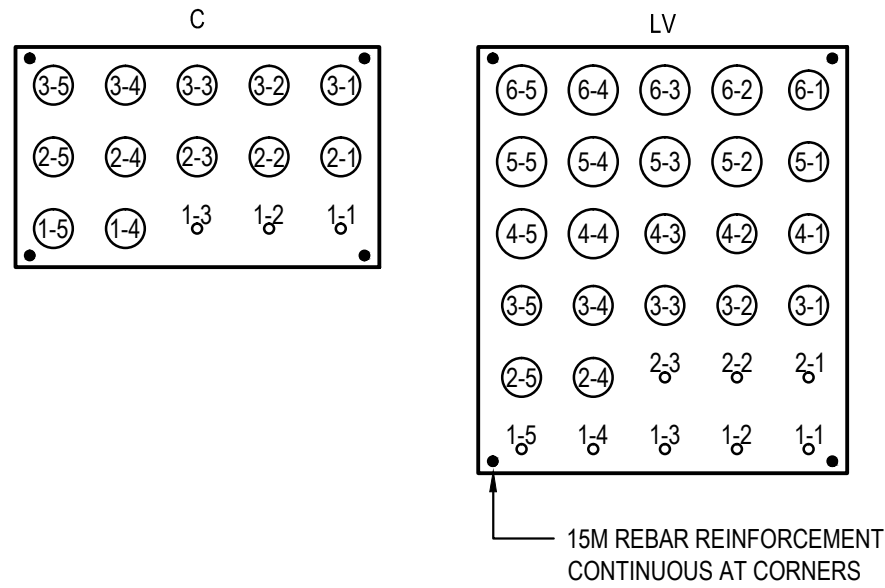 C
3-5 3-4 3-3 3-2 3-1
2-5 2-4 2-3 2-2 2-1
1-5 1-4 1-3 1-2 1-1
LV
6-5 6-4 6-3 6-2 6-1
5-5 5-4 5-3 5-2 5-1
4-5 4-4 4-3 4-2 4-1
3-5 3-4 3-3 3-2 3-1
2-5 2-4 2-3 2-2 2-1
1-5 1-4 1-3 1-2 1-1
15M REBAR REINFORCEMENT
CONTINUOUS AT CORNERS